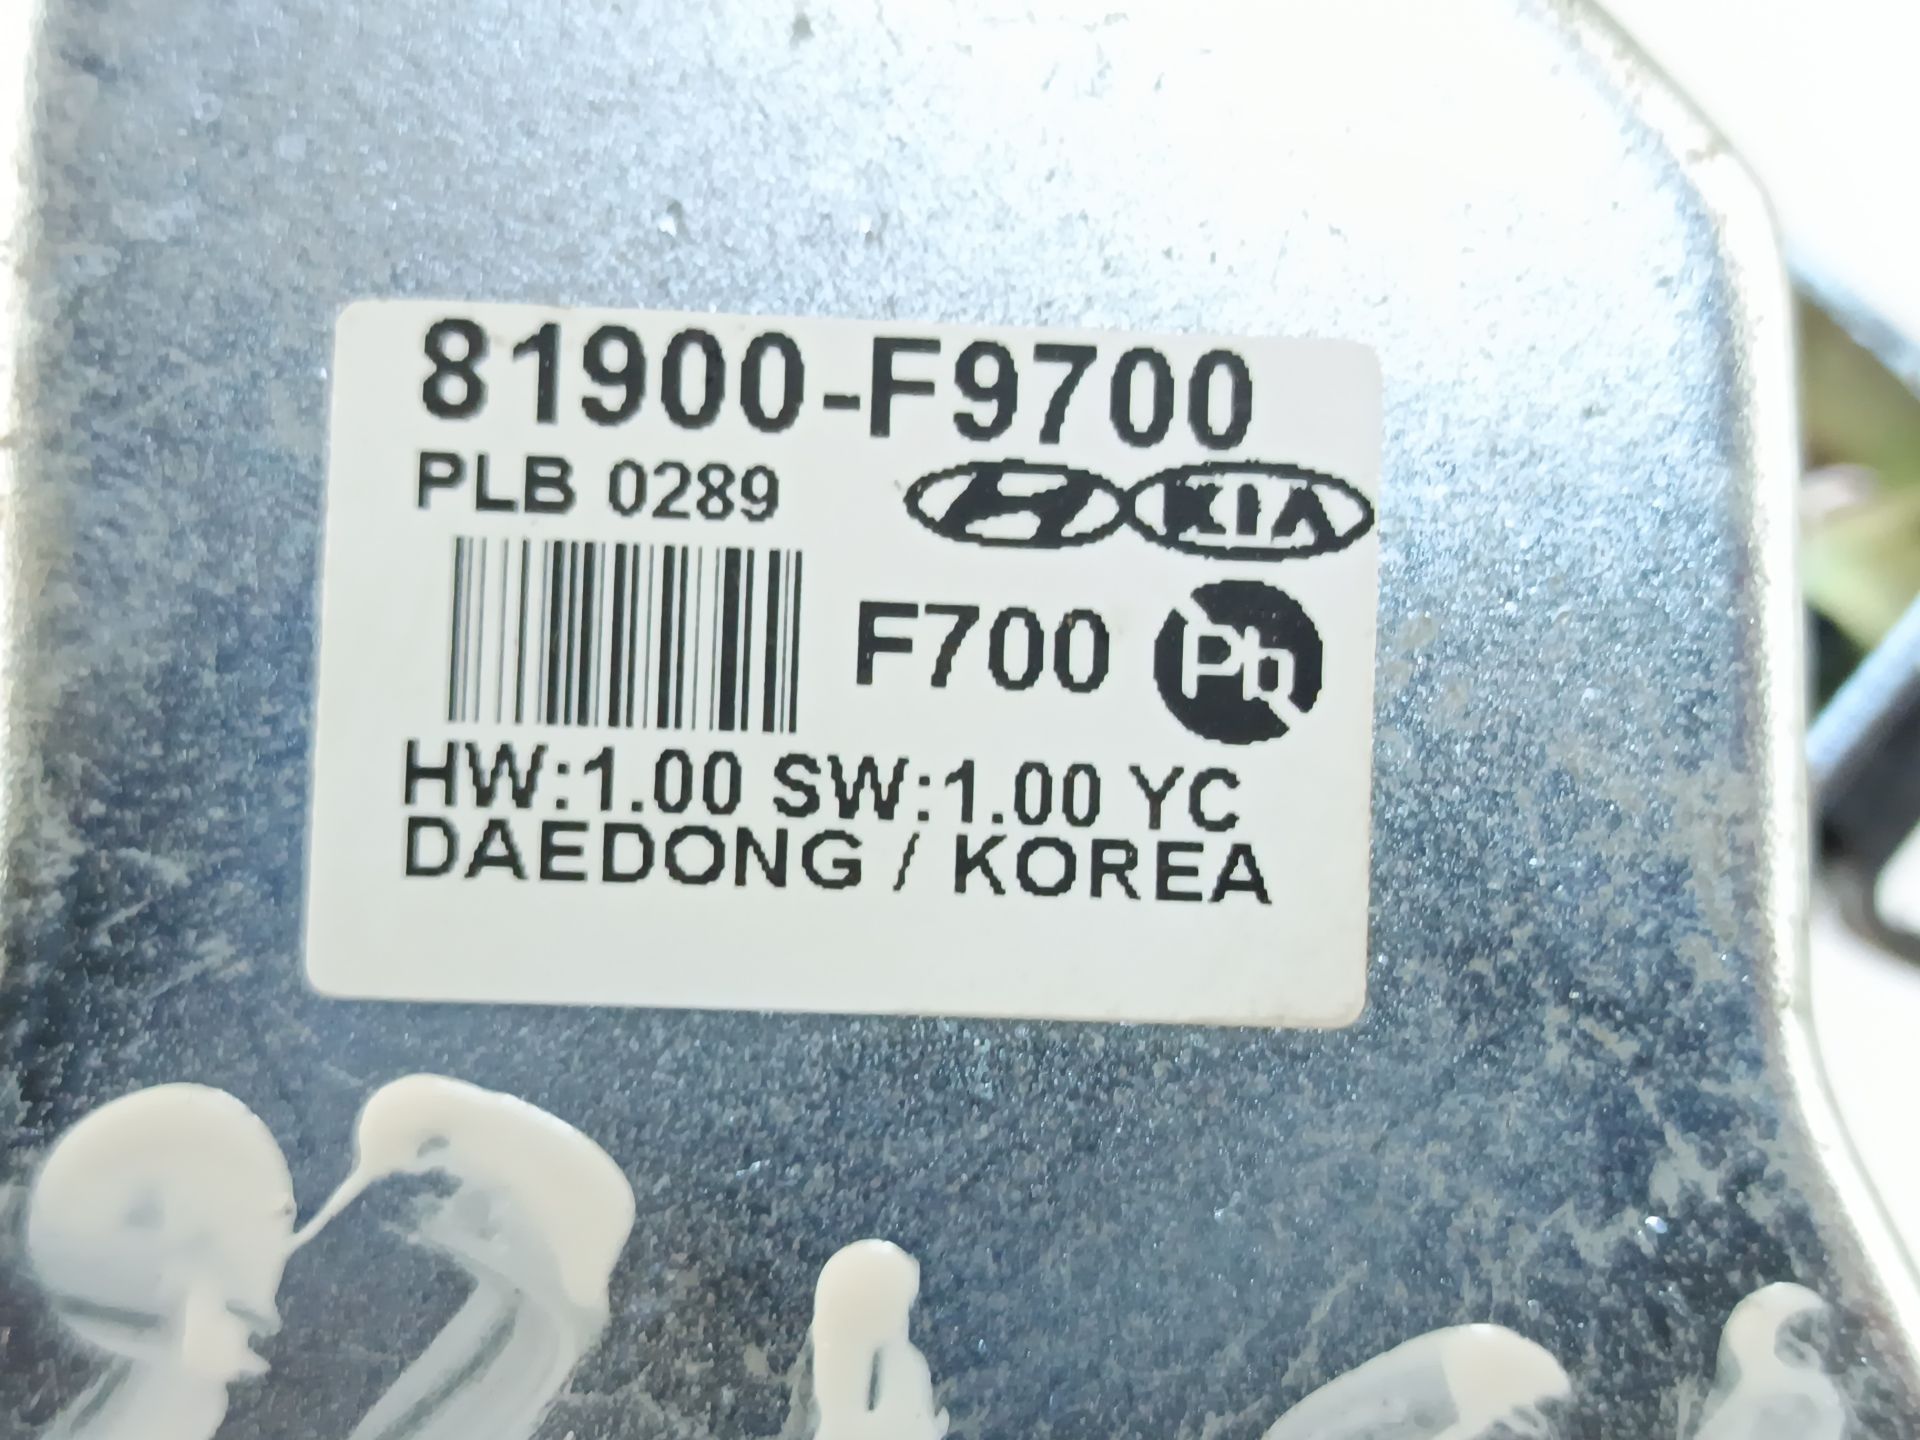 81900-F9700
PLB 0289
KIA
F700 Pb
HW:1.00 SW:1.00 YC
DAEDONG / KOREA